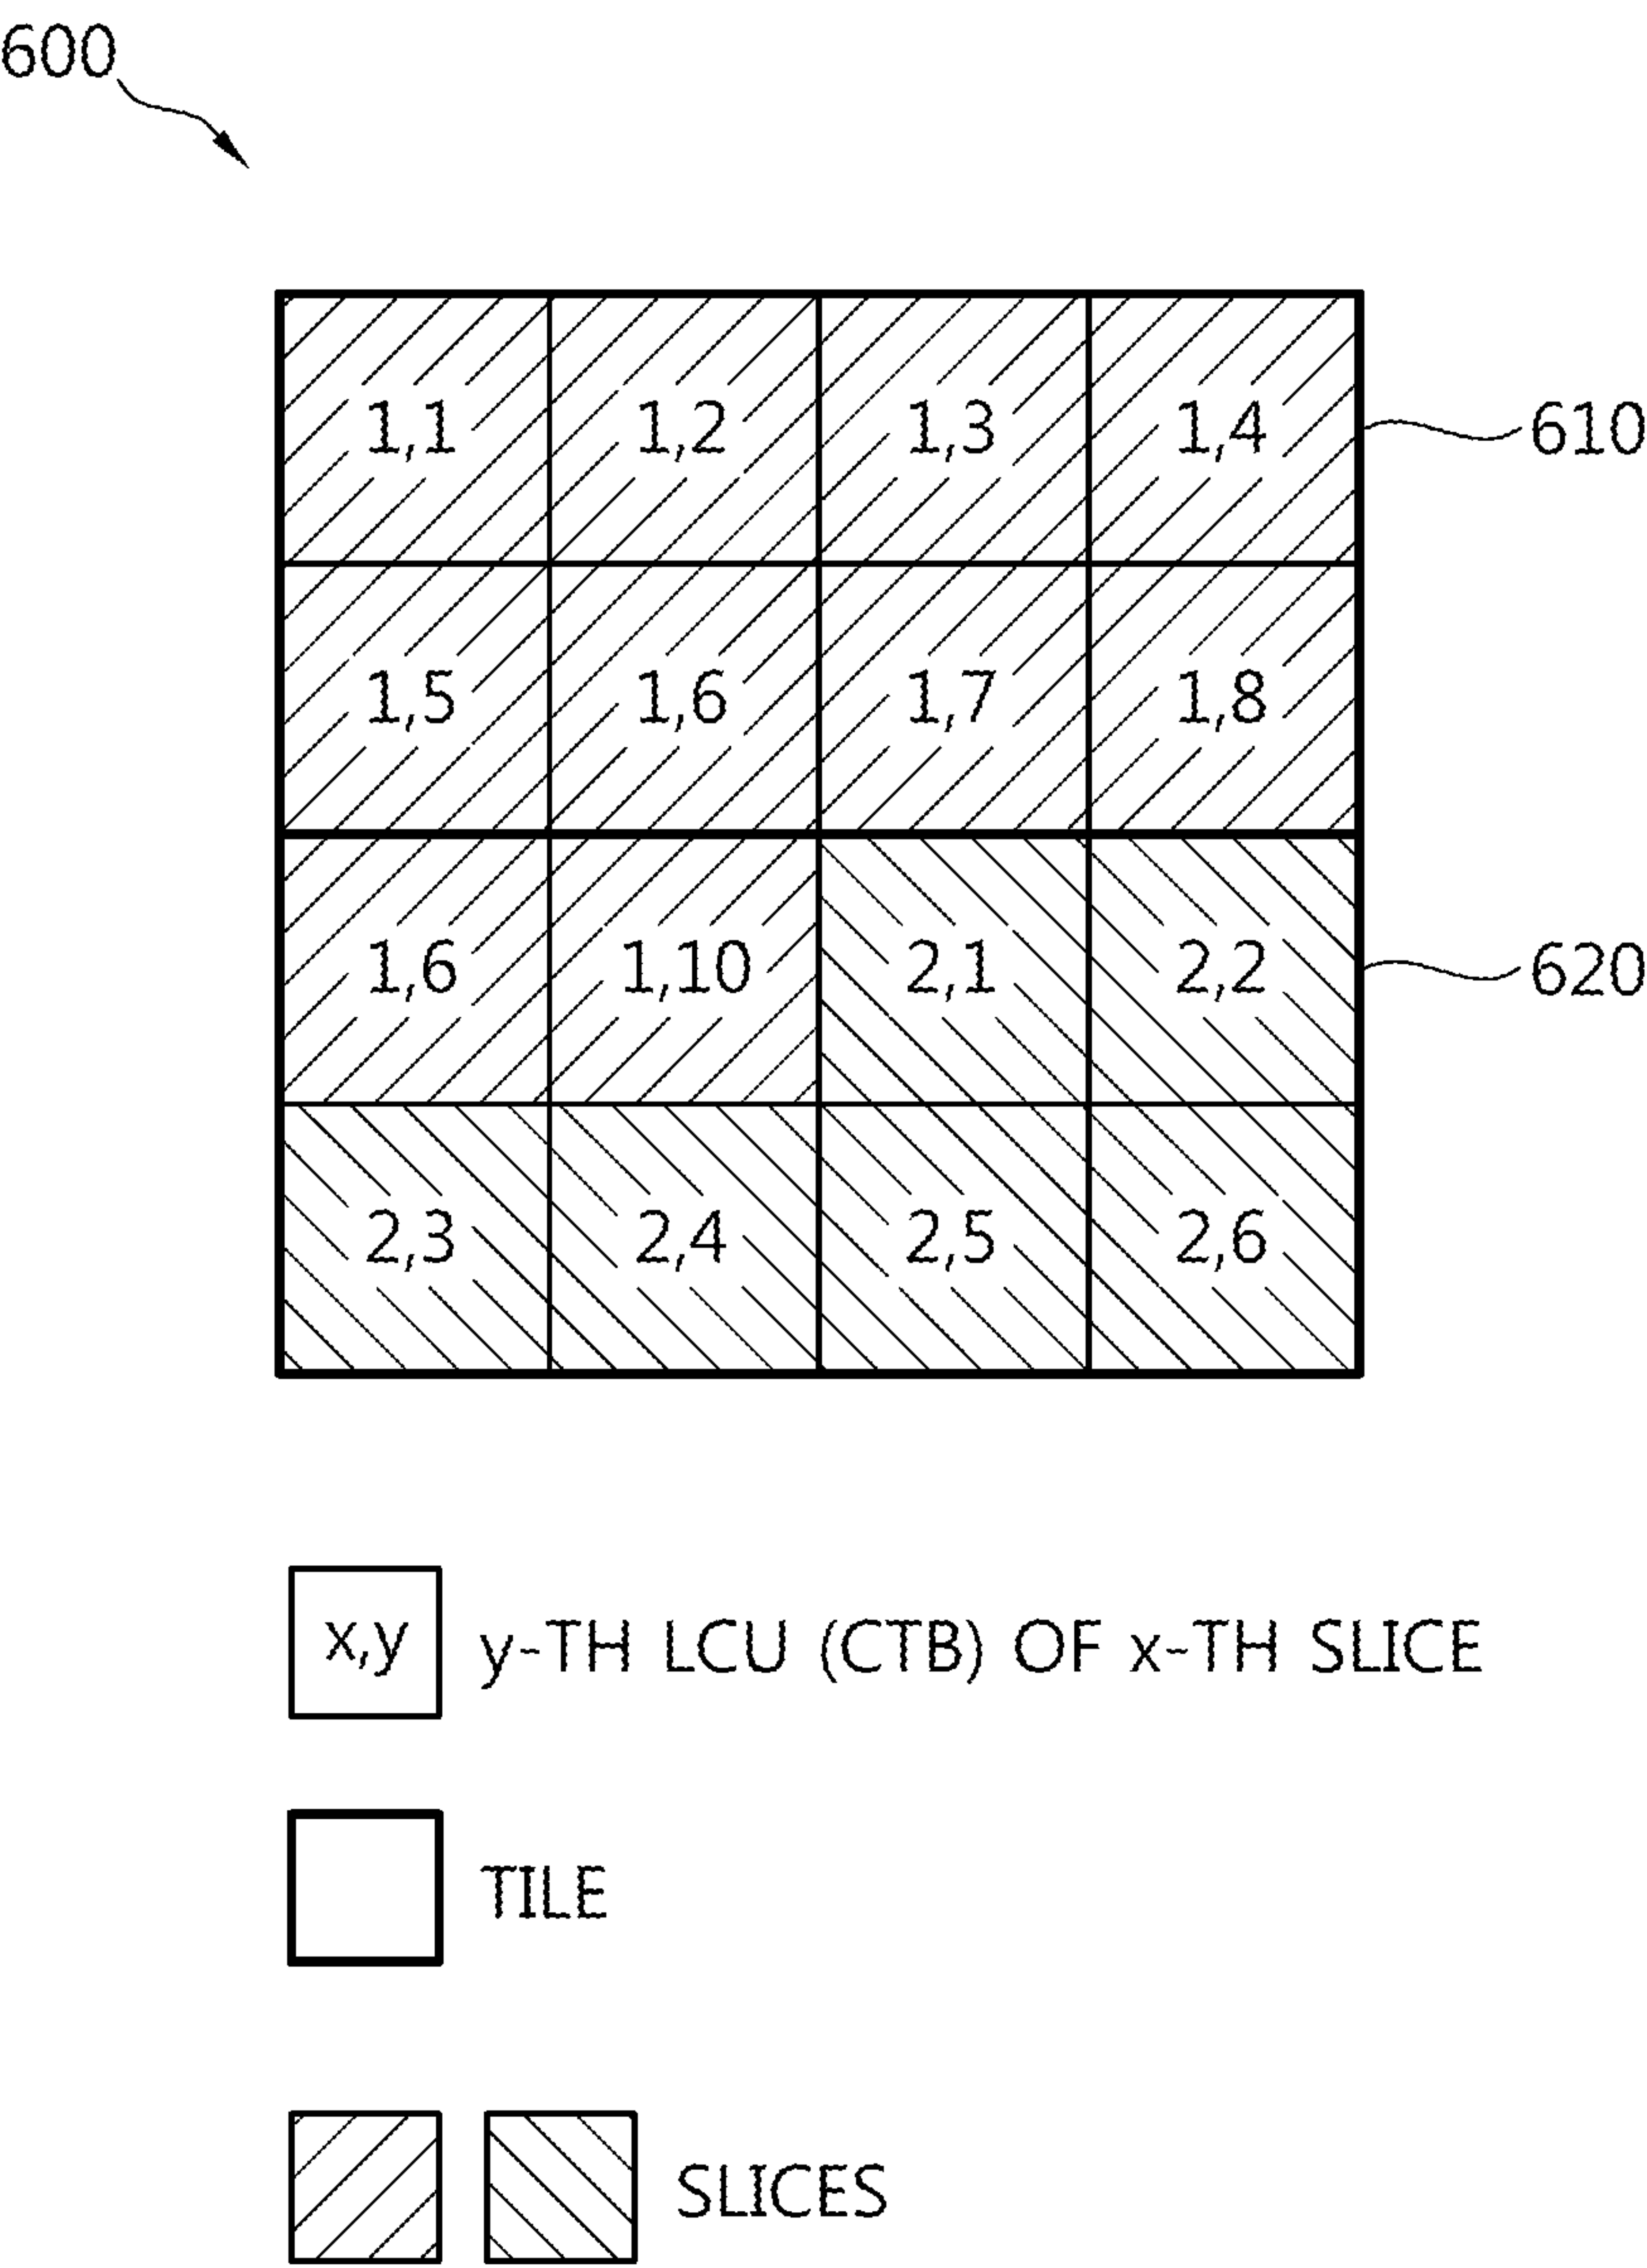 600
1,1 1,2 1,3 1,4 610
1,5 1,6 1,7 1,8
1,6 1,10 2,1 2,2 620
2,3 2,4 2,5 2,6
x,y y-TH LCU (CTB) OF x-TH SLICE
TILE
SLICES